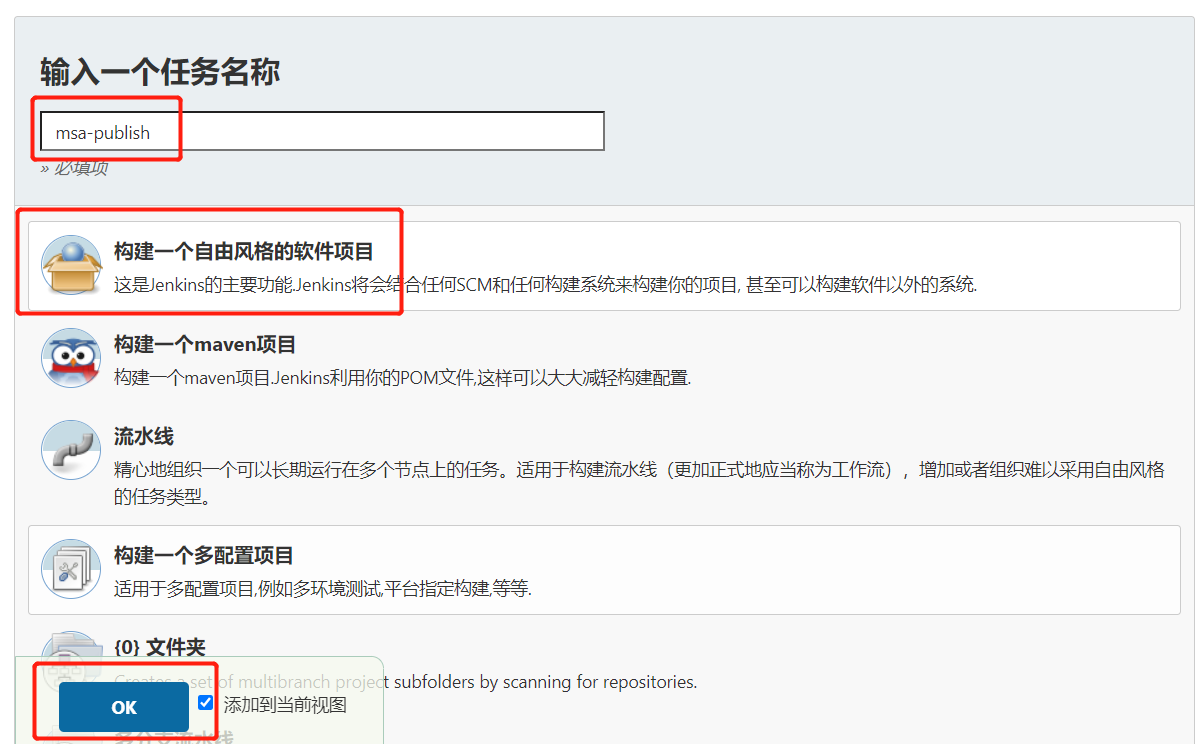 输入一个任务名称
msa-publish
» 必填项
构建一个自由风格的软件项目
这是Jenkins的主要功能.Jenkins将会结合任何SCM和任何构建系统来构建你的项目, 甚至可以构建软件以外的系统.
构建一个maven项目
构建一个maven项目.Jenkins利用你的POM文件,这样可以大大减轻构建配置.
流水线
精心地组织一个可以长期运行在多个节点上的任务。适用于构建流水线（更加正式地应当称为工作流），增加或者组织难以采用自由风格
的任务类型。
构建一个多配置项目
适用于多配置项目,例如多环境测试,平台指定构建,等等.
{0} 文件夹
Creates a set of multibranch project subfolders by scanning for repositories.
OK
添加到当前视图
多分支流水线